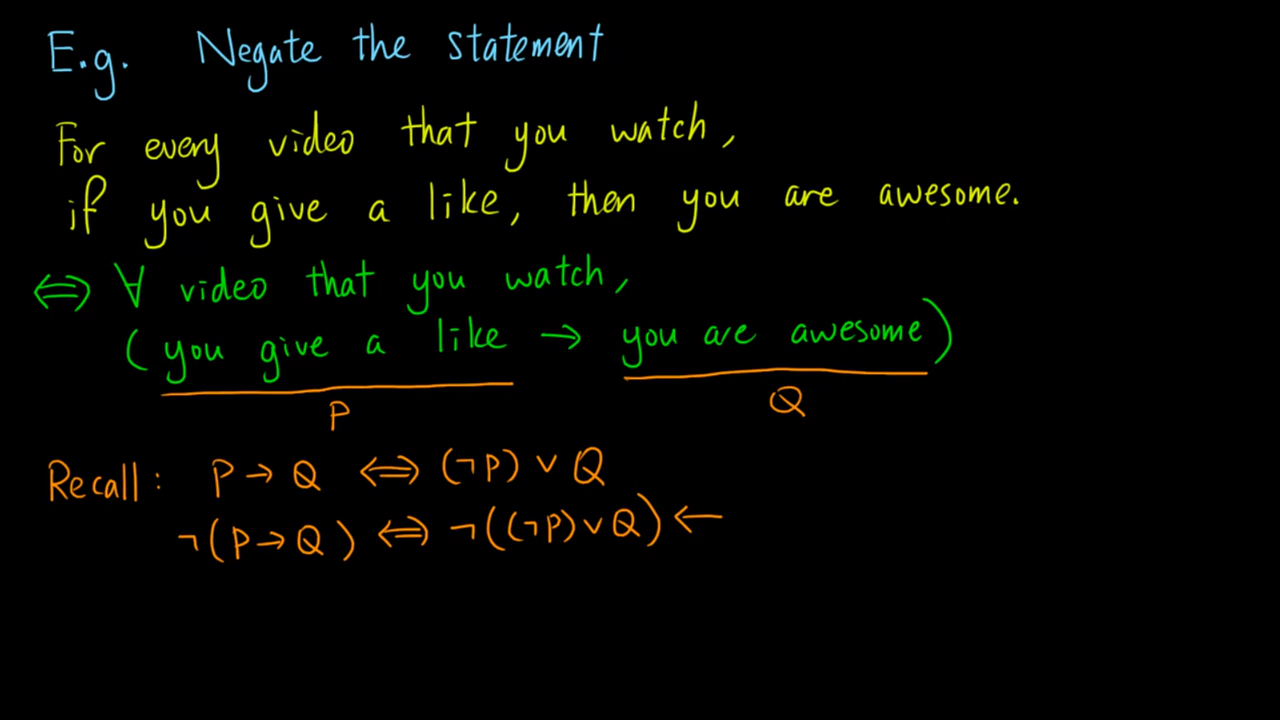 E.g. Negate the statement
For every video that you watch,
if you give a like, then you are awesome.
⇔ ∀ video that you watch,
(you give a like → you are awesome)
P Q
Recall: P → Q ⇔ (¬P) ∨ Q
¬(P → Q) ⇔ ¬((¬P) ∨ Q) ←